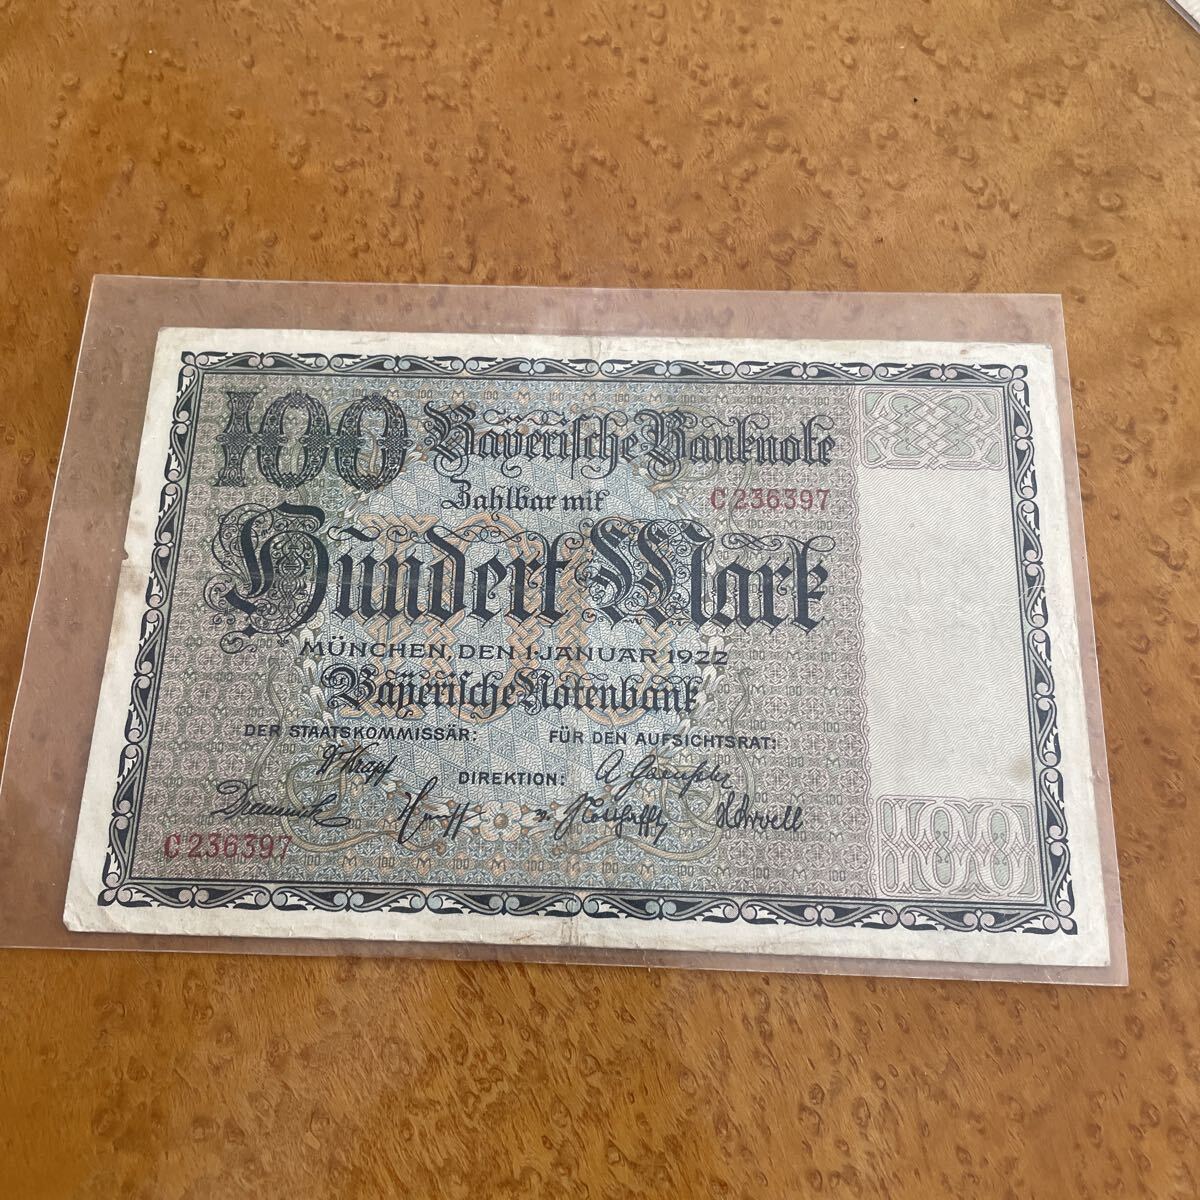 100 Bayerische Banknote
Zahlbar mit
C 236397
Hundert Mark
MÜNCHEN, DEN 1·JANUAR 1922
Bayerische Notenbank
DER STAATSKOMMISSÄR: FÜR DEN AUFSICHTSRAT:
DIREKTION:
C 236397
100